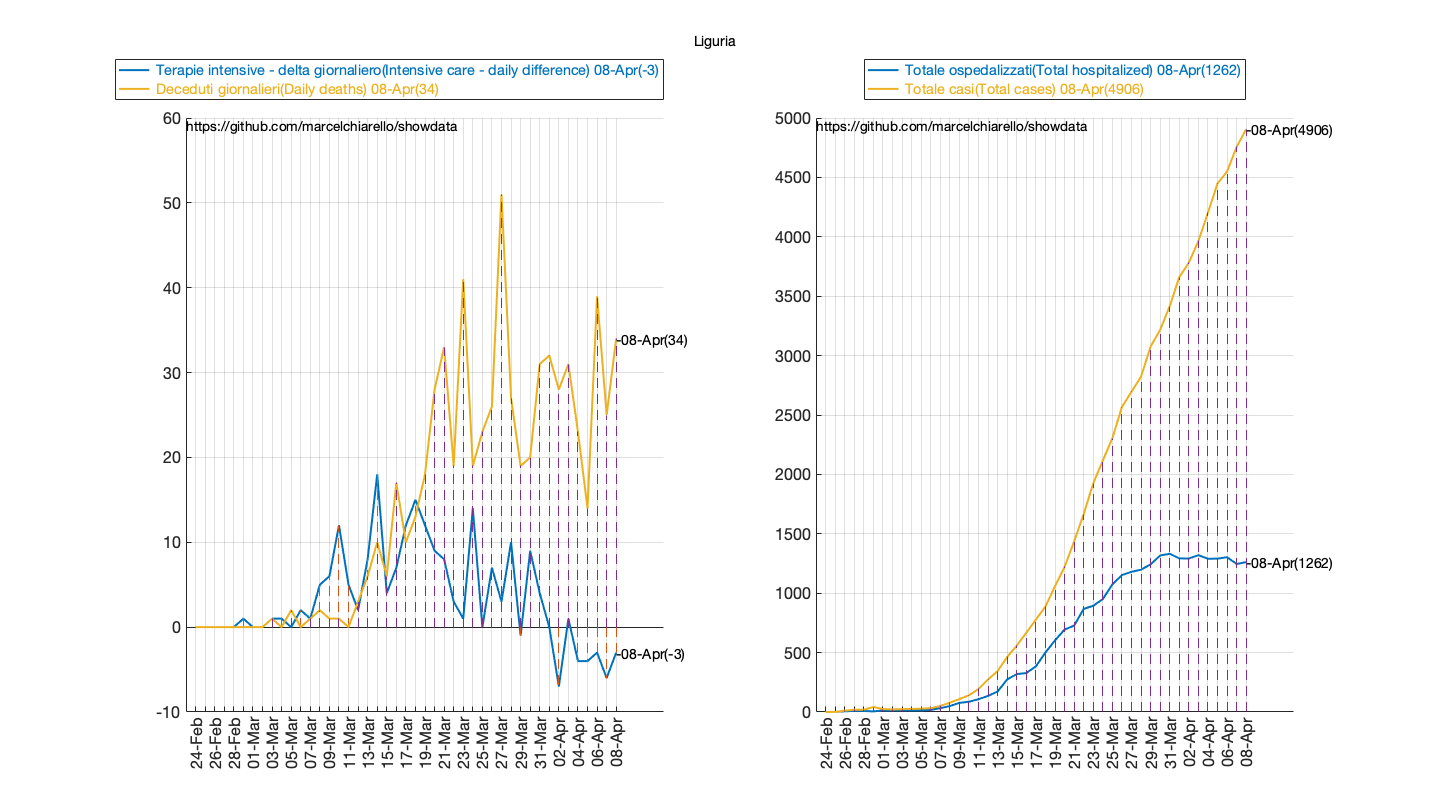 Liguria
Terapie intensive - delta giornaliero(Intensive care - daily difference) 08-Apr(-3)
Deceduti giornalieri(Daily deaths) 08-Apr(34)
https://github.com/marcelchiarello/showdata
60
50
40
30
20
10
0
-10
08-Apr(34)
08-Apr(-3)
24-Feb
26-Feb
28-Feb
01-Mar
03-Mar
05-Mar
07-Mar
09-Mar
11-Mar
13-Mar
15-Mar
17-Mar
19-Mar
21-Mar
23-Mar
25-Mar
27-Mar
29-Mar
31-Mar
02-Apr
04-Apr
06-Apr
08-Apr
Totale ospedalizzati(Total hospitalized) 08-Apr(1262)
Totale casi(Total cases) 08-Apr(4906)
https://github.com/marcelchiarello/showdata
5000
4500
4000
3500
3000
2500
2000
1500
1000
500
0
08-Apr(4906)
08-Apr(1262)
24-Feb
26-Feb
28-Feb
01-Mar
03-Mar
05-Mar
07-Mar
09-Mar
11-Mar
13-Mar
15-Mar
17-Mar
19-Mar
21-Mar
23-Mar
25-Mar
27-Mar
29-Mar
31-Mar
02-Apr
04-Apr
06-Apr
08-Apr